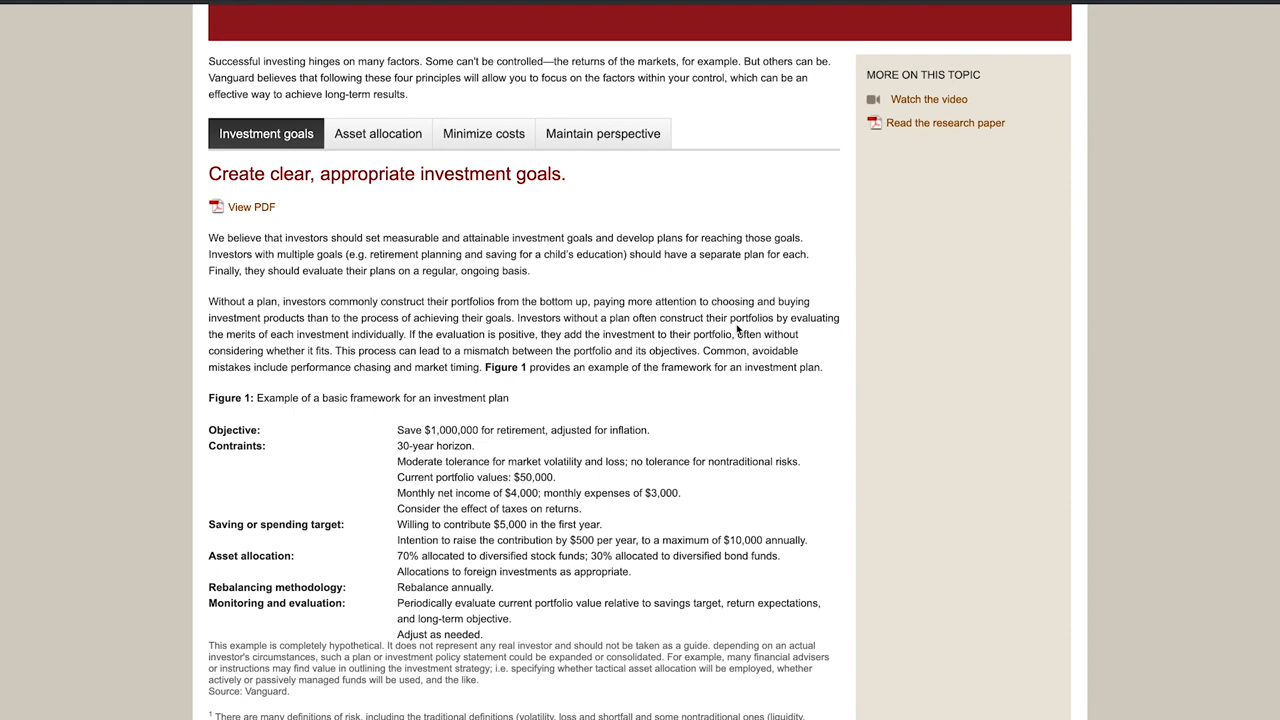 Successful investing hinges on many factors. Some can't be controlled—the returns of the markets, for example. But others can be.
Vanguard believes that following these four principles will allow you to focus on the factors within your control, which can be an
effective way to achieve long-term results.
MORE ON THIS TOPIC
Watch the video
Read the research paper
Investment goals
Asset allocation
Minimize costs
Maintain perspective
Create clear, appropriate investment goals.
View PDF
We believe that investors should set measurable and attainable investment goals and develop plans for reaching those goals.
Investors with multiple goals (e.g. retirement planning and saving for a child's education) should have a separate plan for each.
Finally, they should evaluate their plans on a regular, ongoing basis.
Without a plan, investors commonly construct their portfolios from the bottom up, paying more attention to choosing and buying
investment products than to the process of achieving their goals. Investors without a plan often construct their portfolios by evaluating
the merits of each investment individually. If the evaluation is positive, they add the investment to their portfolio, often without
considering whether it fits. This process can lead to a mismatch between the portfolio and its objectives. Common, avoidable
mistakes include performance chasing and market timing. Figure 1 provides an example of the framework for an investment plan.
Figure 1: Example of a basic framework for an investment plan
Objective: Save $1,000,000 for retirement, adjusted for inflation.
Contraints: 30-year horizon.
Moderate tolerance for market volatility and loss; no tolerance for nontraditional risks.
Current portfolio values: $50,000.
Monthly net income of $4,000; monthly expenses of $3,000.
Consider the effect of taxes on returns.
Saving or spending target: Willing to contribute $5,000 in the first year.
Intention to raise the contribution by $500 per year, to a maximum of $10,000 annually.
Asset allocation: 70% allocated to diversified stock funds; 30% allocated to diversified bond funds.
Allocations to foreign investments as appropriate.
Rebalancing methodology: Rebalance annually.
Monitoring and evaluation: Periodically evaluate current portfolio value relative to savings target, return expectations,
and long-term objective.
Adjust as needed.
This example is completely hypothetical. It does not represent any real investor and should not be taken as a guide. depending on an actual
investor's circumstances, such a plan or investment policy statement could be expanded or consolidated. For example, many financial advisers
or instructions may find value in outlining the investment strategy; i.e. specifying whether tactical asset allocation will be employed, whether
actively or passively managed funds will be used, and the like.
Source: Vanguard.
1 There are many definitions of risk, including the traditional definitions (volatility, loss and shortfall and some nontraditional ones (liquidity,